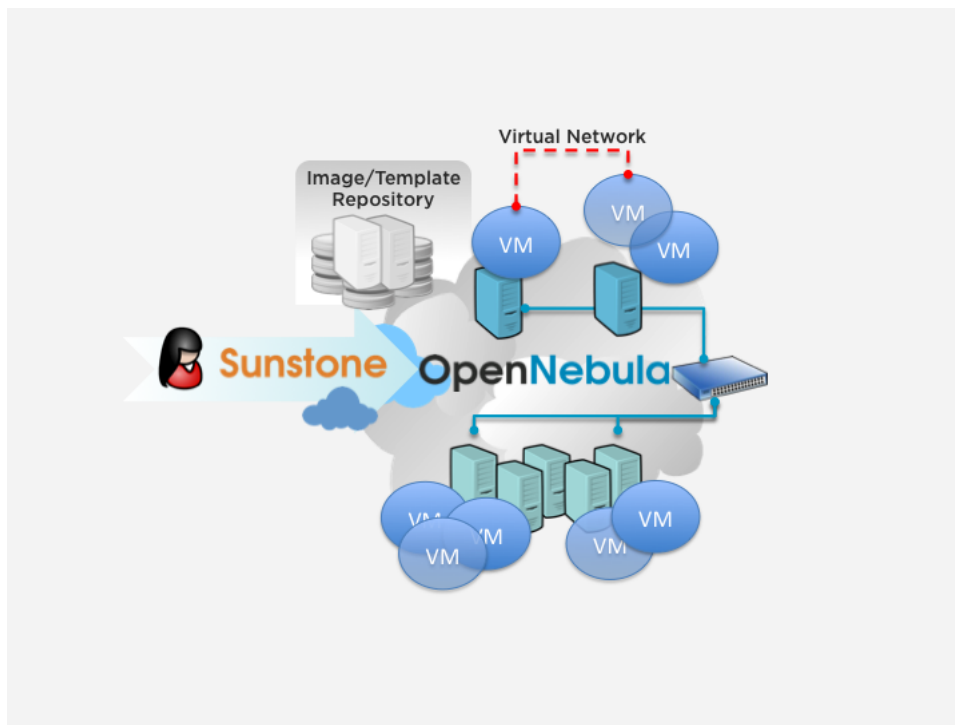 Virtual Network
Image/Template
Repository
VM
VM
VM
Sunstone
OpenNebula
VM
VM
VM
VM
VM